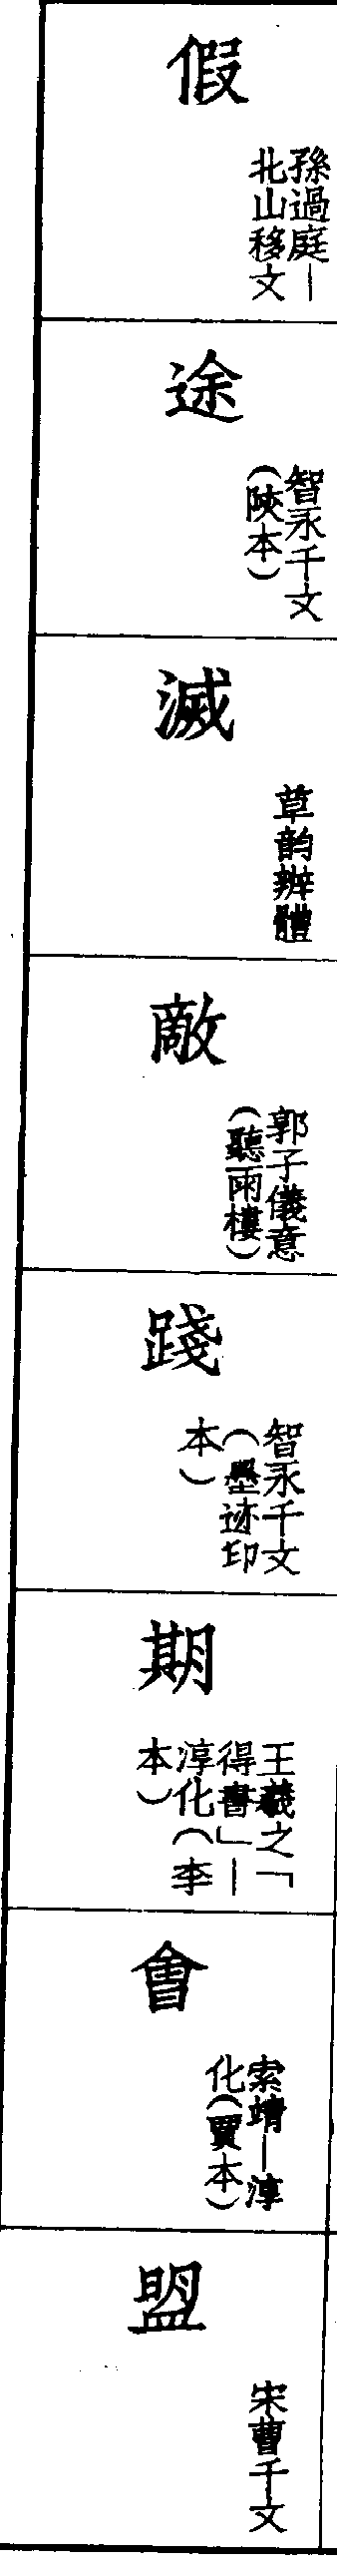 假
孫過庭—
北山移文
途
智永千文
（陝本）
滅
草韵辨體
敵
郭子儀意
（聽雨樓）
踐
智永千文
（墨迹印
本）
期
王羲之「
得書」—
淳化（李
本）
會
索靖—淳
化（賈本）
盟
宋曹千文